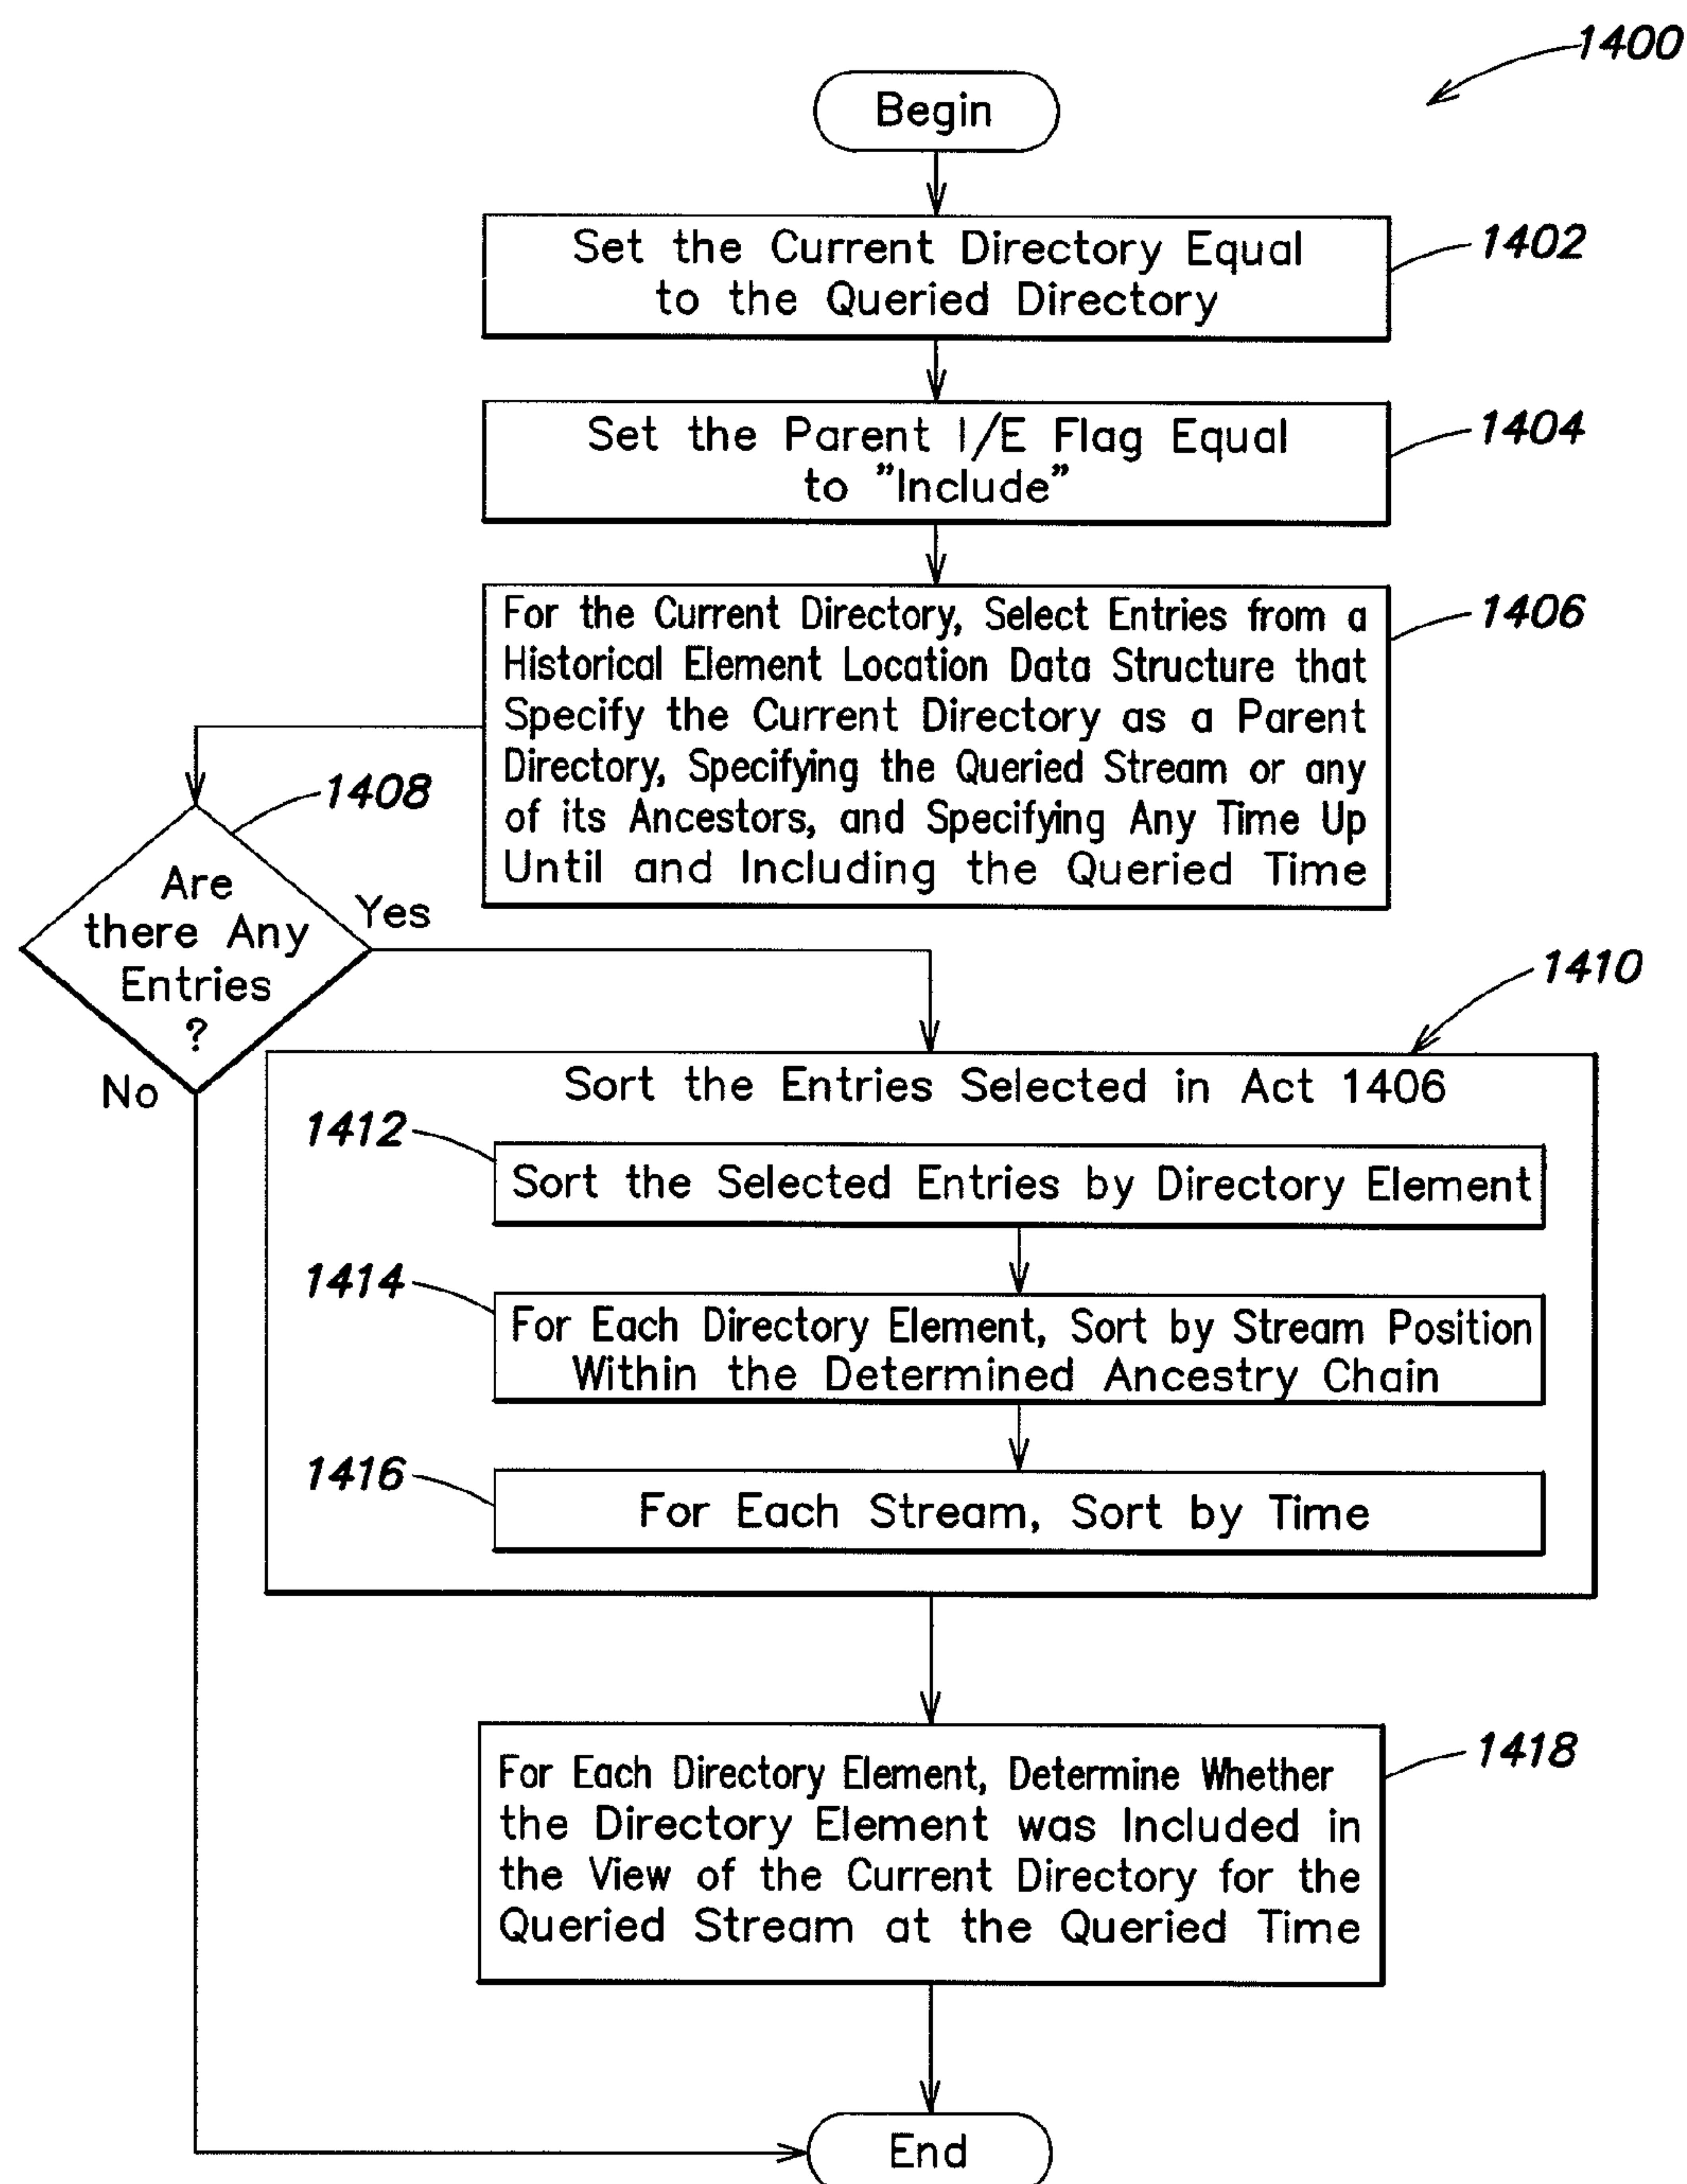 1400
Begin
Set the Current Directory Equal
to the Queried Directory
1402
Set the Parent I/E Flag Equal
to "Include"
1404
For the Current Directory, Select Entries from a
Historical Element Location Data Structure that
Specify the Current Directory as a Parent
Directory, Specifying the Queried Stream or any
of its Ancestors, and Specifying Any Time Up
Until and Including the Queried Time
1406
1408
Are
there Any
Entries
?
Yes
No
1410
Sort the Entries Selected in Act 1406
1412
Sort the Selected Entries by Directory Element
1414
For Each Directory Element, Sort by Stream Position
Within the Determined Ancestry Chain
1416
For Each Stream, Sort by Time
For Each Directory Element, Determine Whether
the Directory Element was Included in
the View of the Current Directory for the
Queried Stream at the Queried Time
1418
End